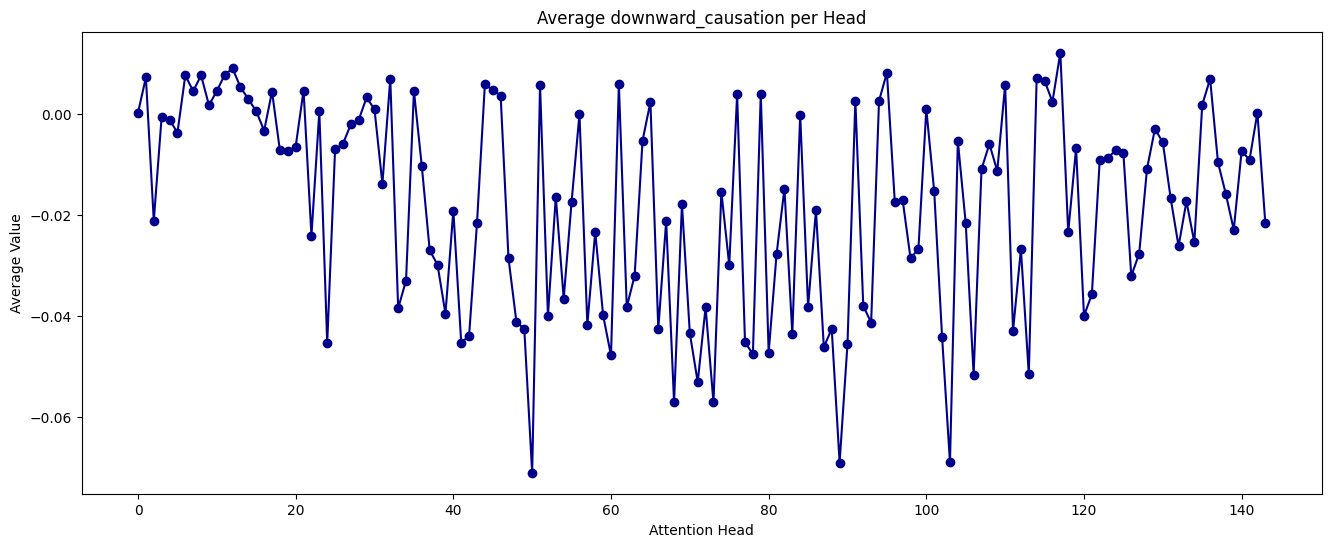 Average downward_causation per Head
Average Value
0.00
−0.02
−0.04
−0.06
0 20 40 60 80 100 120 140
Attention Head